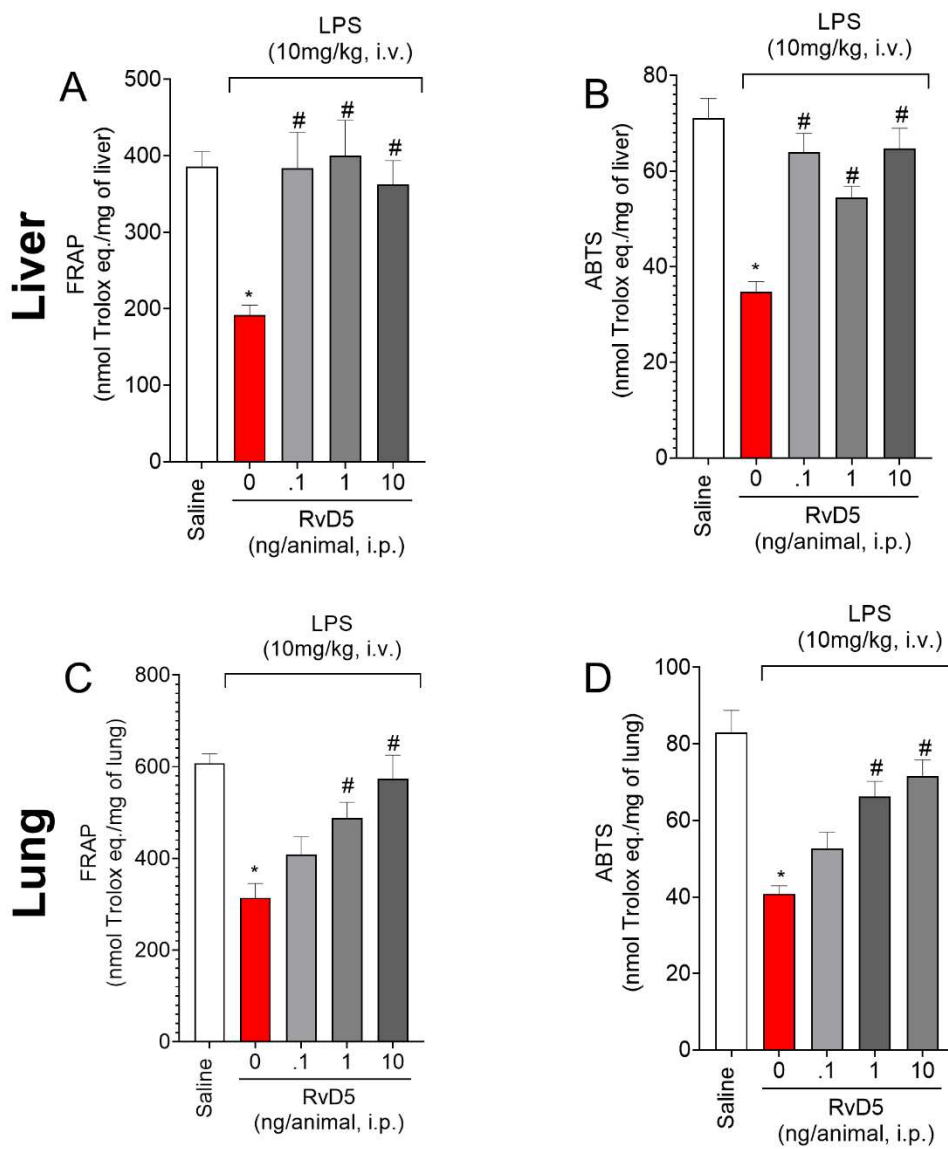 Liver
A
LPS
(10mg/kg, i.v.)
FRAP
(nmol Trolox eq./mg of liver)
500
400
300
200
100
0
*
#
#
#
Saline
0
.1
1
10
RvD5
(ng/animal, i.p.)
B
LPS
(10mg/kg, i.v.)
ABTS
(nmol Trolox eq./mg of liver)
80
60
40
20
0
*
#
#
#
Saline
0
.1
1
10
RvD5
(ng/animal, i.p.)
Lung
C
LPS
(10mg/kg, i.v.)
FRAP
(nmol Trolox eq./mg of lung)
800
600
400
200
0
*
#
#
Saline
0
.1
1
10
RvD5
(ng/animal, i.p.)
D
LPS
(10mg/kg, i.v.)
ABTS
(nmol Trolox eq./mg of lung)
100
80
60
40
20
0
*
#
#
Saline
0
.1
1
10
RvD5
(ng/animal, i.p.)